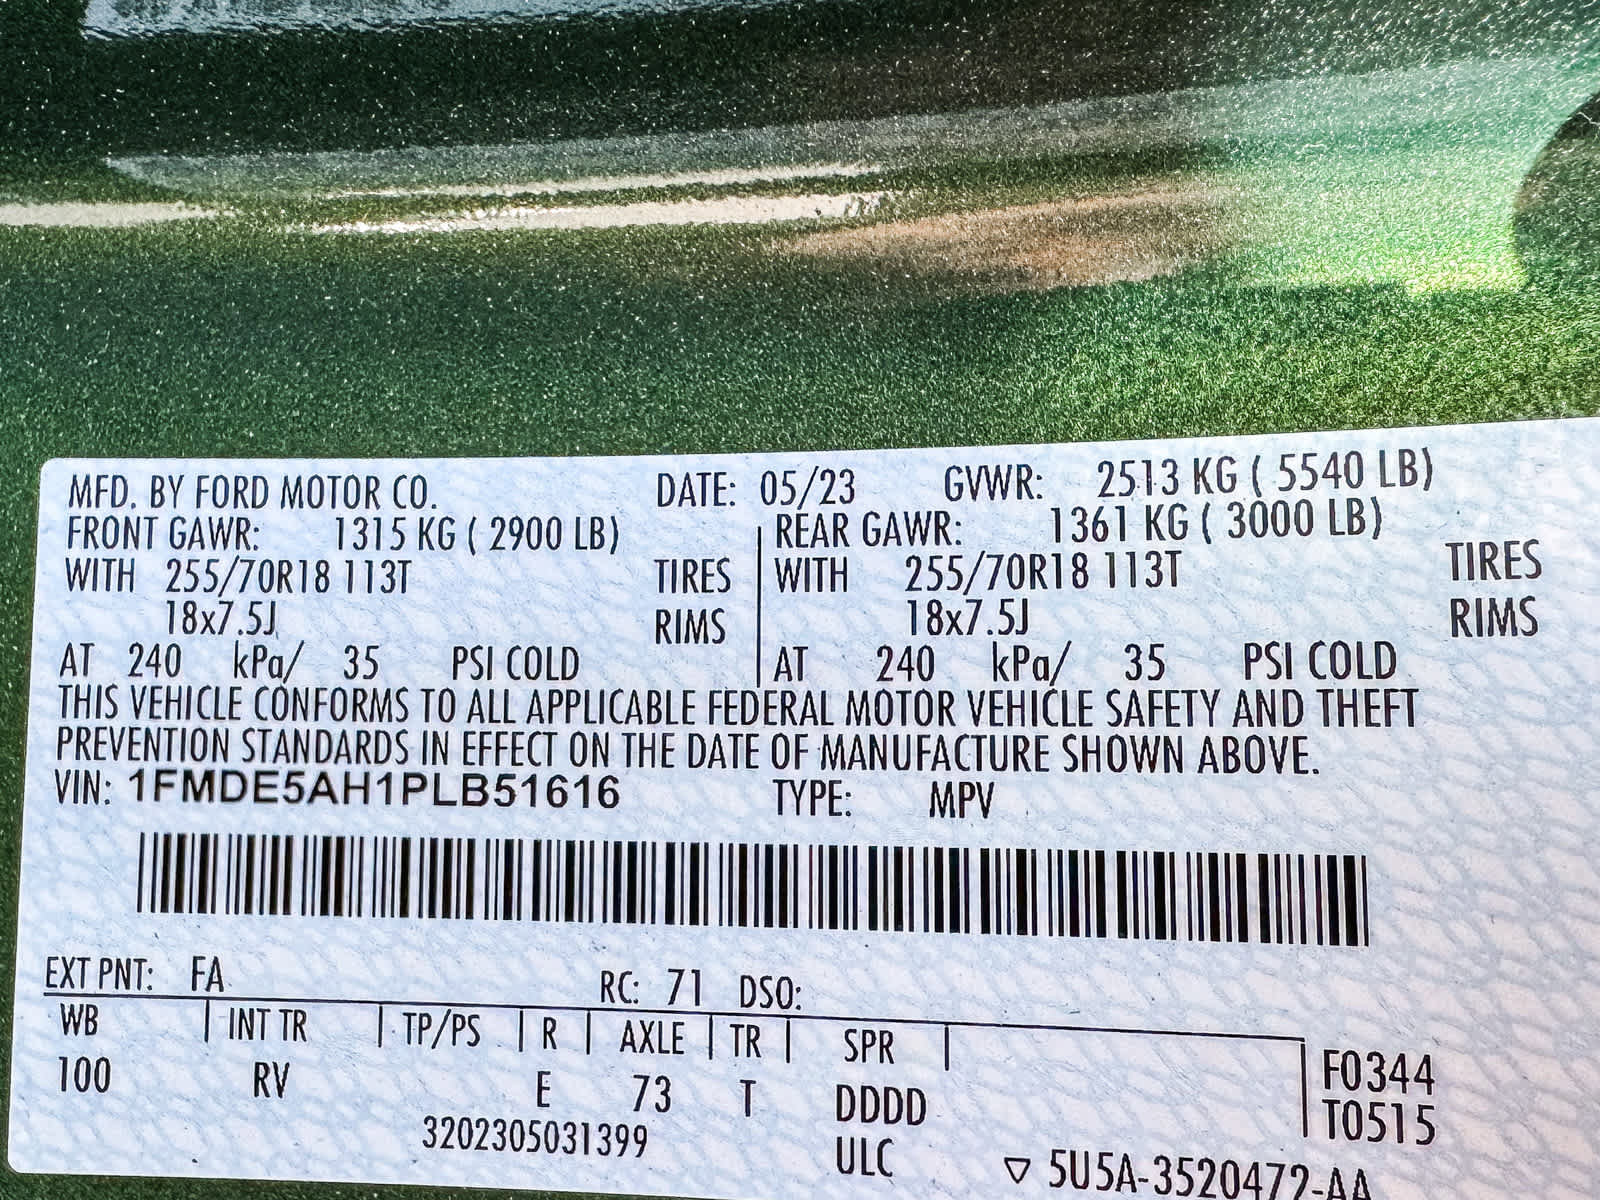 MFD. BY FORD MOTOR CO. DATE: 05/23 GVWR: 2513 KG ( 5540 LB)
FRONT GAWR: 1315 KG ( 2900 LB) REAR GAWR: 1361 KG ( 3000 LB)
WITH 255/70R18 113T TIRES WITH 255/70R18 113T TIRES
18x7.5J RIMS 18x7.5J RIMS
AT 240 kPa/ 35 PSI COLD AT 240 kPa/ 35 PSI COLD
THIS VEHICLE CONFORMS TO ALL APPLICABLE FEDERAL MOTOR VEHICLE SAFETY AND THEFT
PREVENTION STANDARDS IN EFFECT ON THE DATE OF MANUFACTURE SHOWN ABOVE.
VIN: 1FMDE5AH1PLB51616 TYPE: MPV
EXT PNT: FA RC: 71 DSO:
WB INT TR TP/PS R AXLE TR SPR F0344
100 RV E 73 T DDDD T0515
3202305031399 ULC ▽ 5U5A-3520472-AA